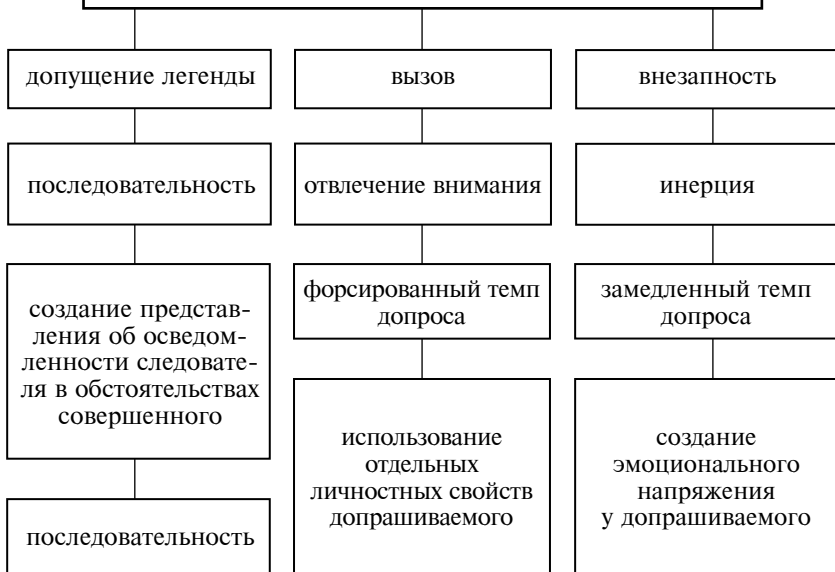 допущение легенды
вызов
внезапность
последовательность
отвлечение внимания
инерция
создание представ-
ления об осведом-
ленности следовате-
ля в обстоятельствах
совершенного
форсированный темп
допроса
замедленный темп
допроса
использование
отдельных
личностных свойств
допрашиваемого
создание
эмоционального
напряжения
у допрашиваемого
последовательность